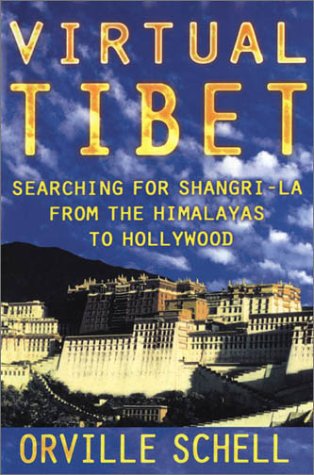 VIRTUAL
TIBET
SEARCHING FOR SHANGRI-LA
FROM THE HIMALAYAS
TO HOLLYWOOD
ORVILLE SCHELL